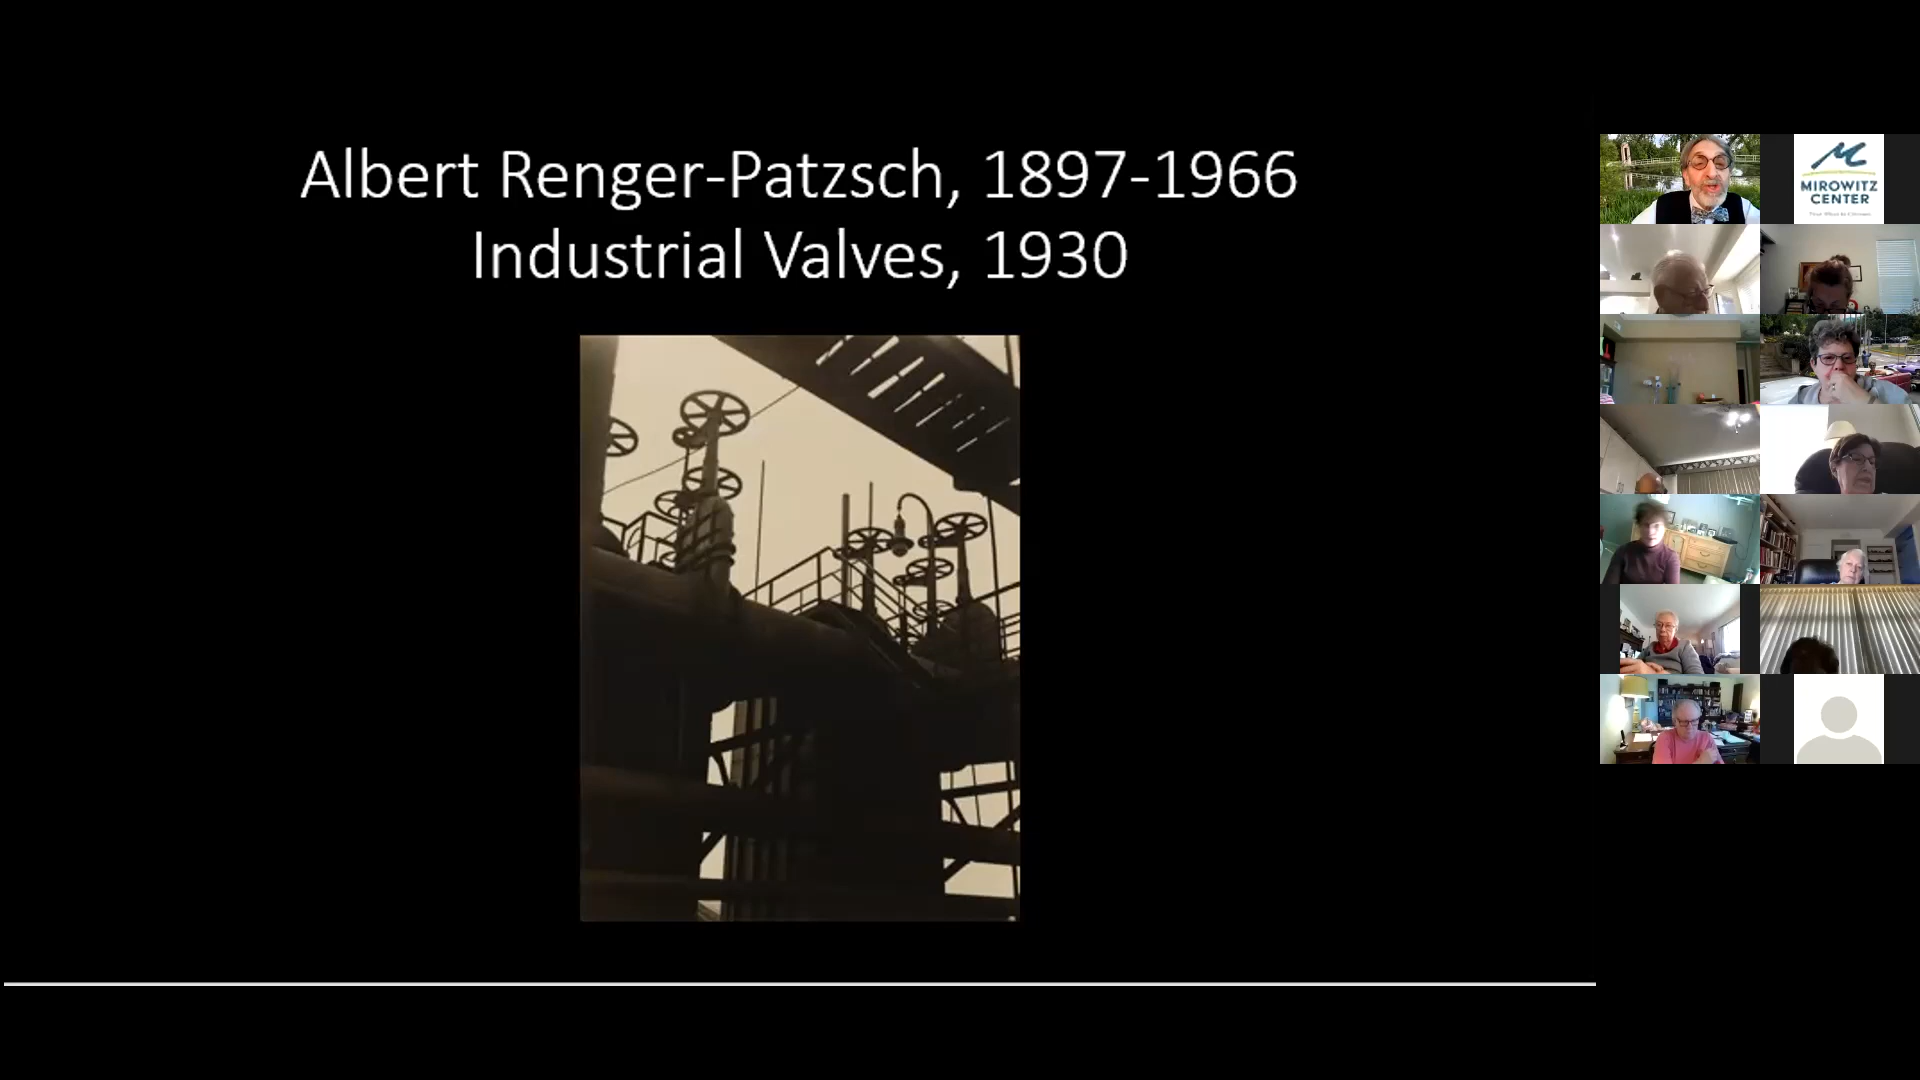 Albert Renger-Patzsch, 1897-1966
Industrial Valves, 1930
MIROWITZ
CENTER